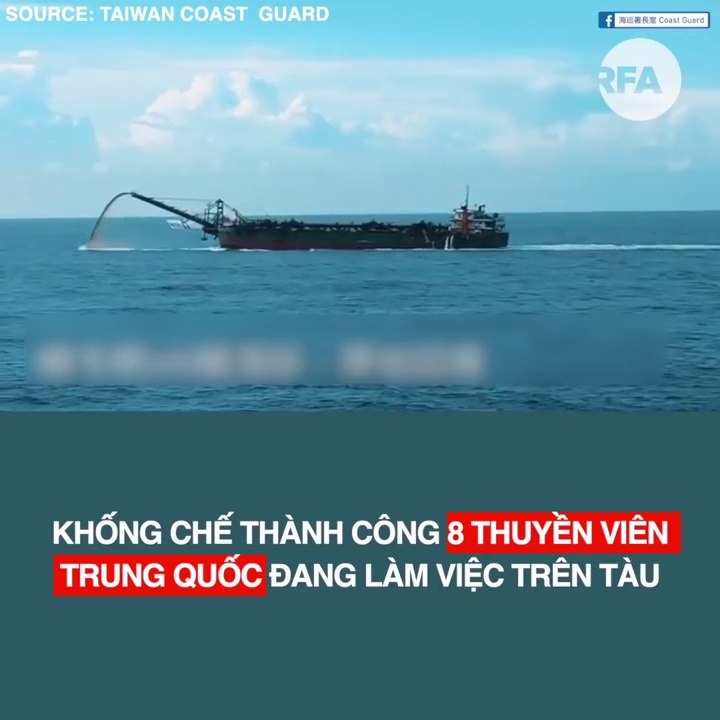 SOURCE: TAIWAN COAST GUARD
海巡署長室 Coast Guard
RFA
KHỐNG CHẾ THÀNH CÔNG 8 THUYỀN VIÊN
TRUNG QUỐC ĐANG LÀM VIỆC TRÊN TÀU